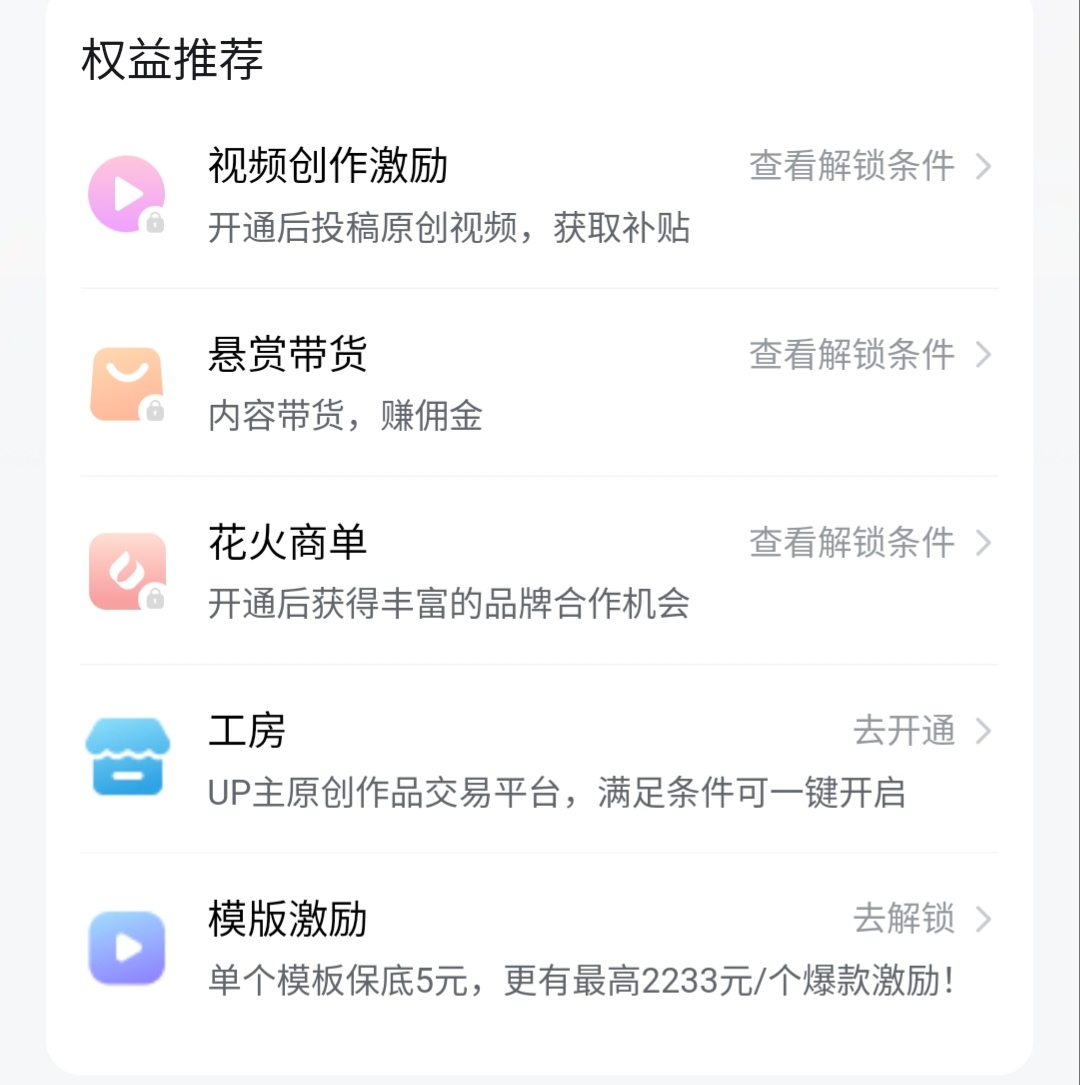 权益推荐
视频创作激励
查看解锁条件
开通后投稿原创视频，获取补贴
悬赏带货
查看解锁条件
内容带货，赚佣金
花火商单
查看解锁条件
开通后获得丰富的品牌合作机会
工房
去开通
UP主原创作品交易平台，满足条件可一键开启
模版激励
去解锁
单个模板保底5元，更有最高2233元/个爆款激励！